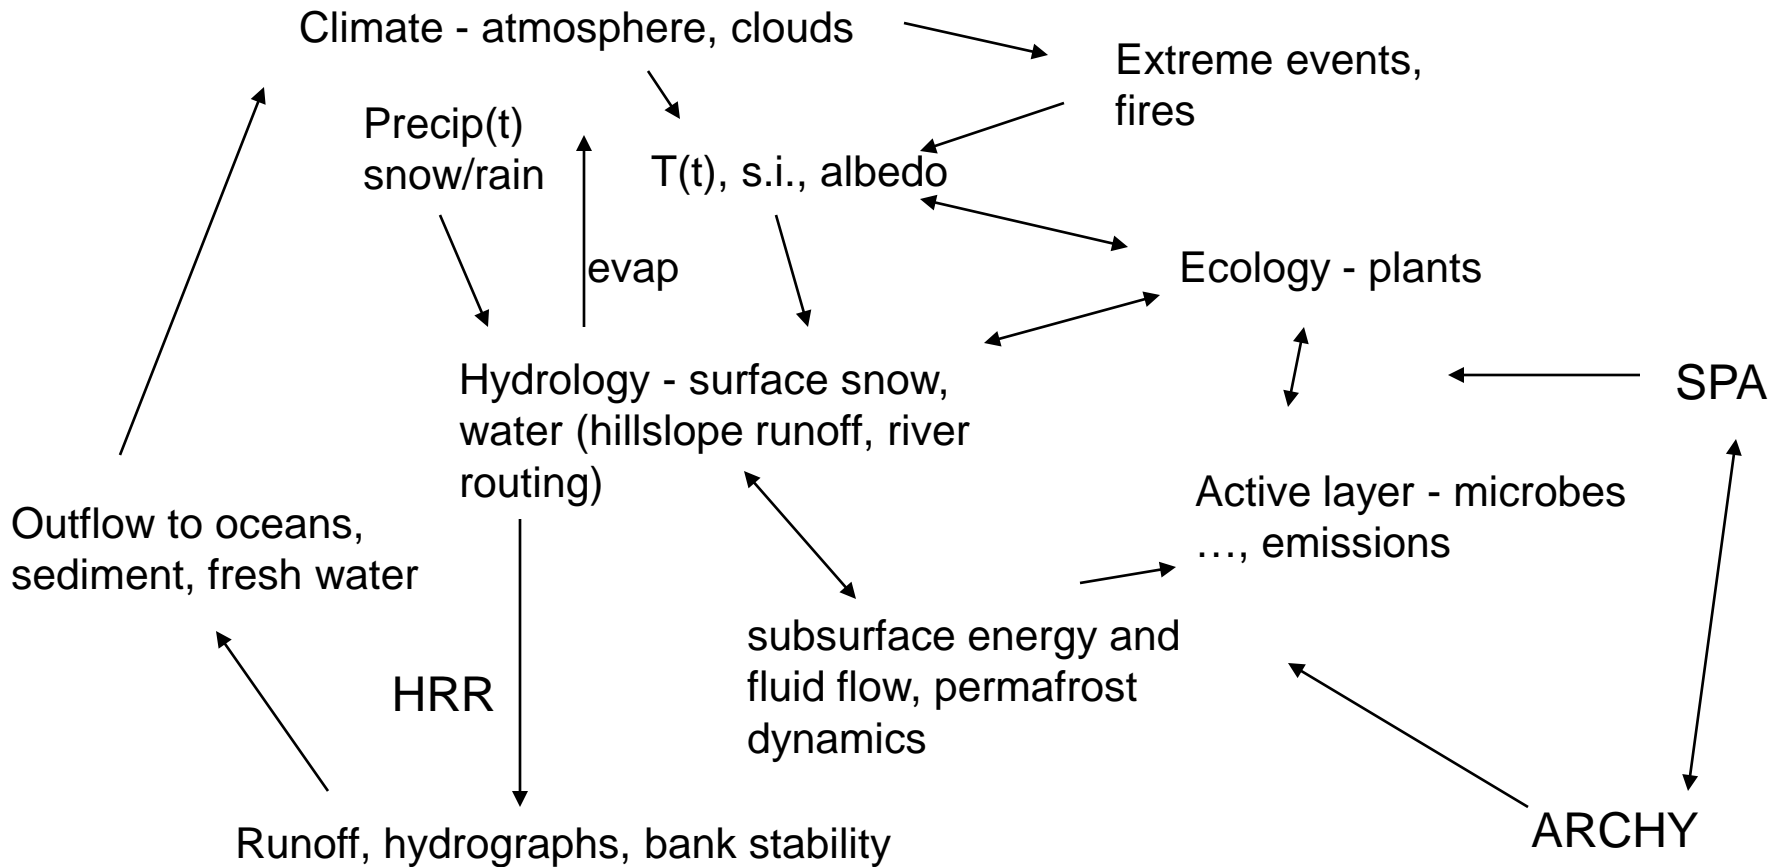 Climate - atmosphere, clouds
Extreme events,
fires
Precip(t)
snow/rain
T(t), s.i., albedo
evap
Ecology - plants
Hydrology - surface snow,
water (hillslope runoff, river
routing)
SPA
Active layer - microbes
…, emissions
Outflow to oceans,
sediment, fresh water
subsurface energy and
fluid flow, permafrost
dynamics
HRR
Runoff, hydrographs, bank stability
ARCHY